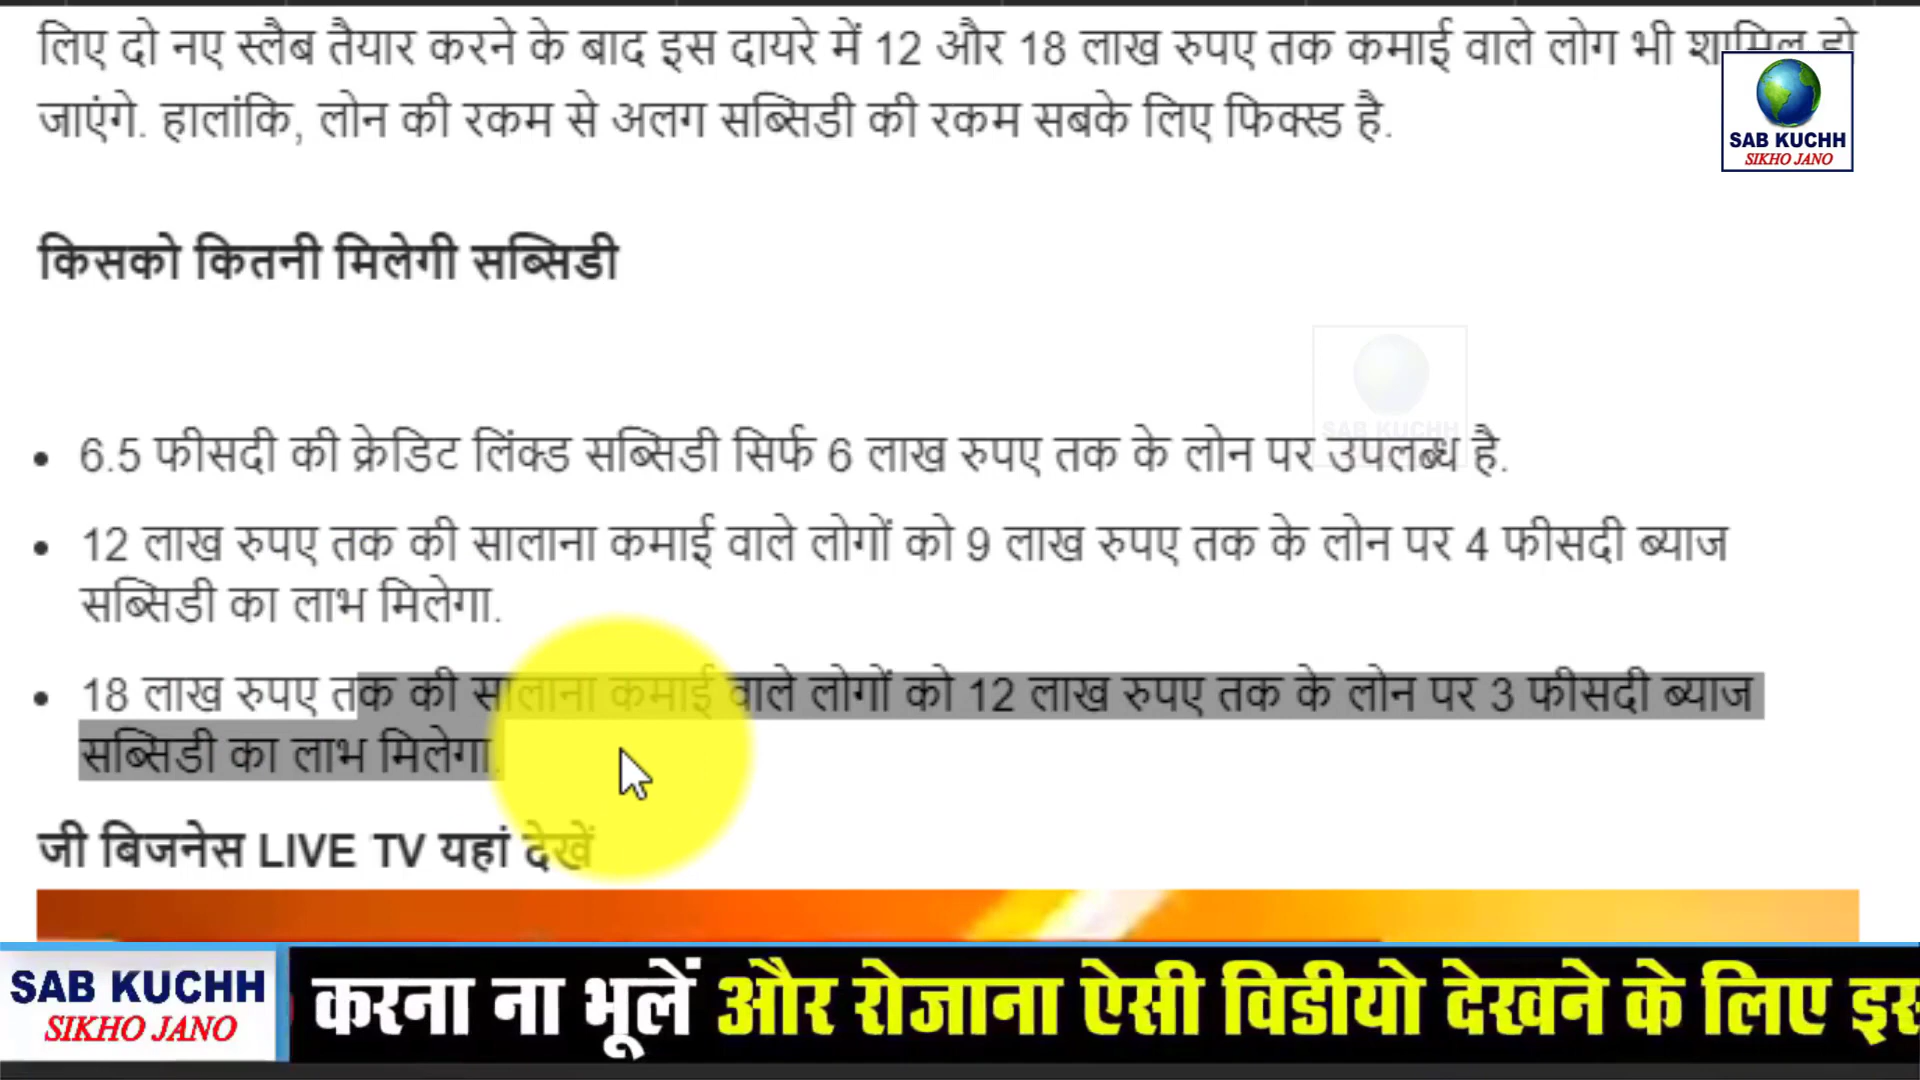 लिए दो नए स्लैब तैयार करने के बाद इस दायरे में 12 और 18 लाख रुपए तक कमाई वाले लोग भी शामिल हो
जाएंगे. हालांकि, लोन की रकम से अलग सब्सिडी की रकम सबके लिए फिक्स्ड है.
SAB KUCHH
SIKHO JANO
किसको कितनी मिलेगी सब्सिडी
SAB KUCHH
• 6.5 फीसदी की क्रेडिट लिंक्ड सब्सिडी सिर्फ 6 लाख रुपए तक के लोन पर उपलब्ध है.
• 12 लाख रुपए तक की सालाना कमाई वाले लोगों को 9 लाख रुपए तक के लोन पर 4 फीसदी ब्याज
सब्सिडी का लाभ मिलेगा.
• 18 लाख रुपए तक की सालाना कमाई वाले लोगों को 12 लाख रुपए तक के लोन पर 3 फीसदी ब्याज
सब्सिडी का लाभ मिलेगा.
जी बिजनेस LIVE TV यहां देखें
SAB KUCHH
SIKHO JANO
करना ना भूलें और रोजाना ऐसी विडीयो देखने के लिए